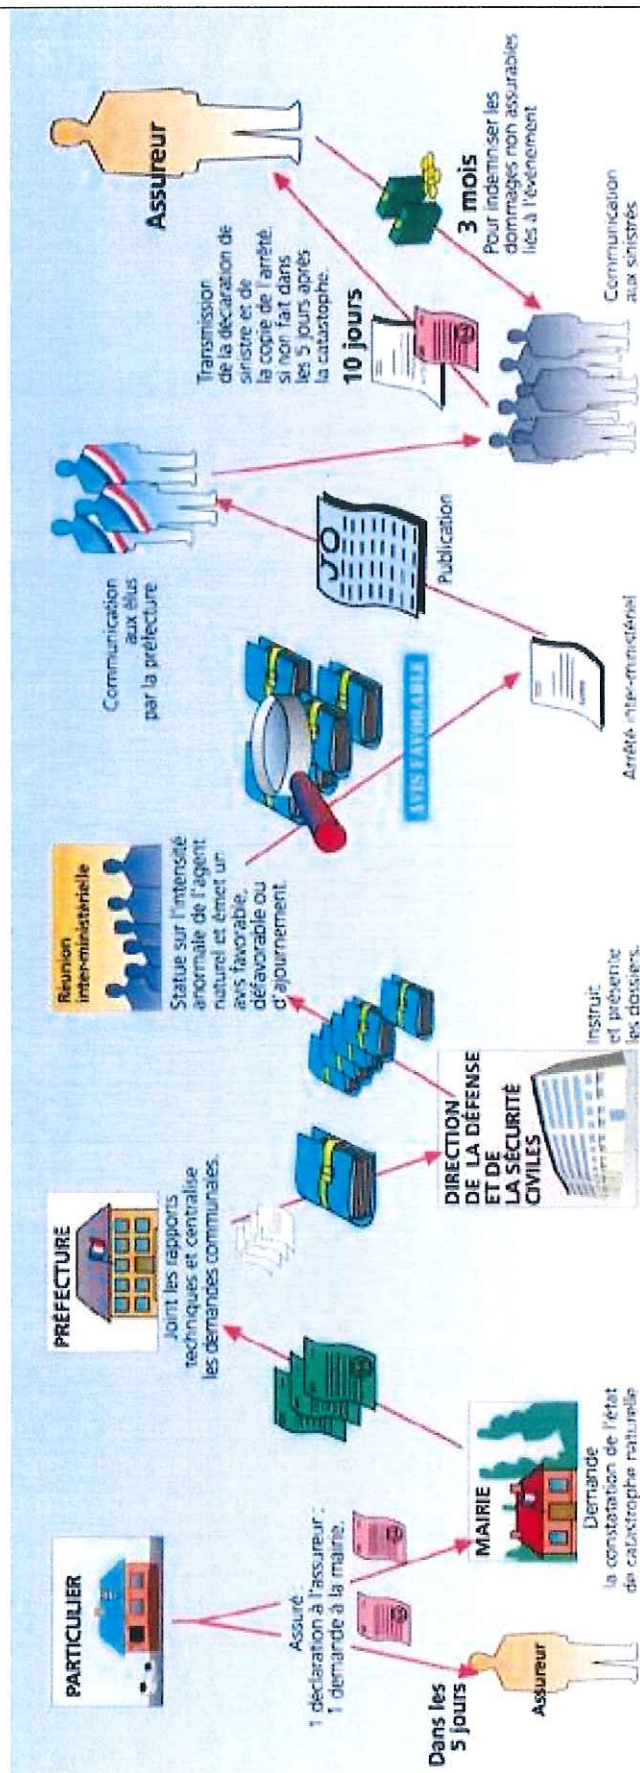 PARTICULIER
Assuré :
1 déclaration à l'assureur ;
1 demande à la mairie.
Dans les
5 jours
Assureur
MAIRIE
Demande
la constatation de l'état
de catastrophe naturelle
PRÉFECTURE
Joint les rapports
techniques et centralise
les demandes communales.
DIRECTION
DE LA DÉFENSE
ET DE
LA SÉCURITÉ
CIVILES
Instruit
et présente
les dossiers.
Réunion
inter-ministérielle
Statue sur l'intensité
anormale de l'agent
naturel et émet un
avis favorable,
défavorable ou
d'ajournement.
AVIS FAVORABLE
Arrêté inter-ministériel
JO
Publication
Communication
aux élus
par la préfecture
Communication
aux sinistrés
Transmission
de la déclaration de
sinistre et de
la copie de l'arrêté,
si non fait dans
les 5 jours après
la catastrophe.
10 jours
Assureur
3 mois
Pour indemniser les
dommages non assurables
liés à l'événement